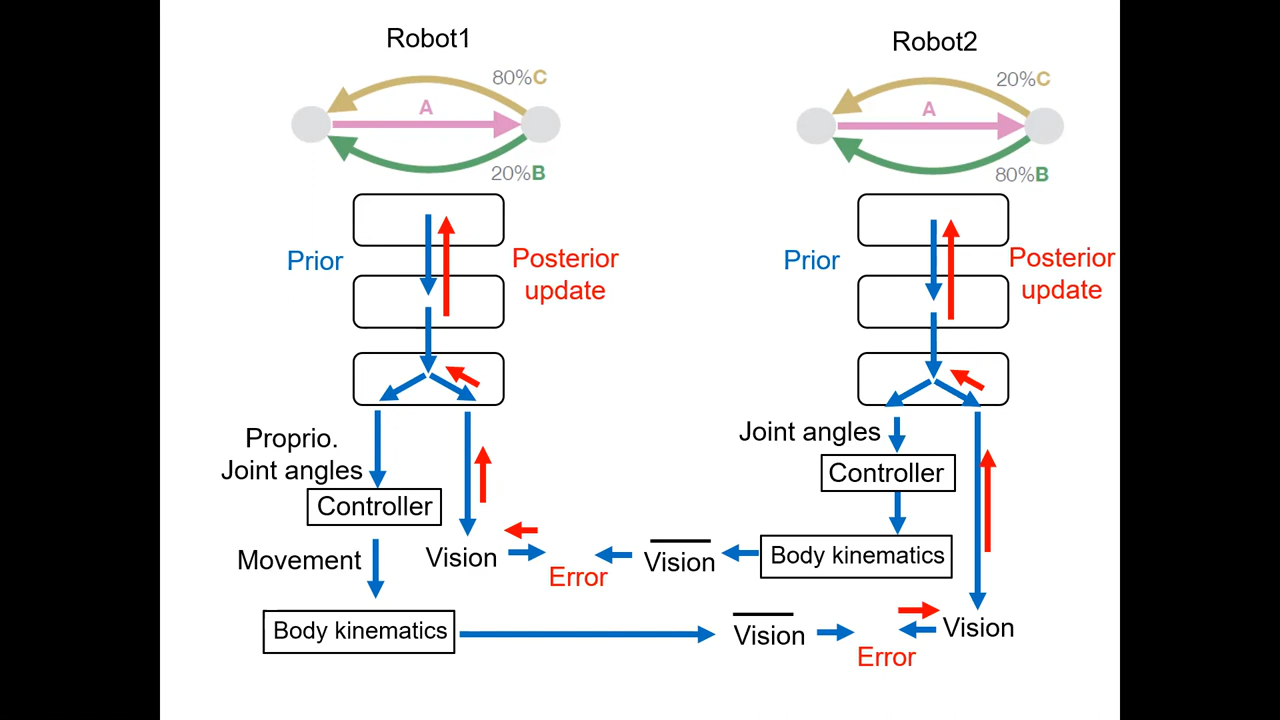 Robot1
80%C
A
20%B
Prior
Posterior
update
Proprio.
Joint angles
Controller
Movement
Vision
Error
Body kinematics
Robot2
20%C
A
80%B
Prior
Posterior
update
Joint angles
Controller
Vision
Body kinematics
Vision
Error
Vision